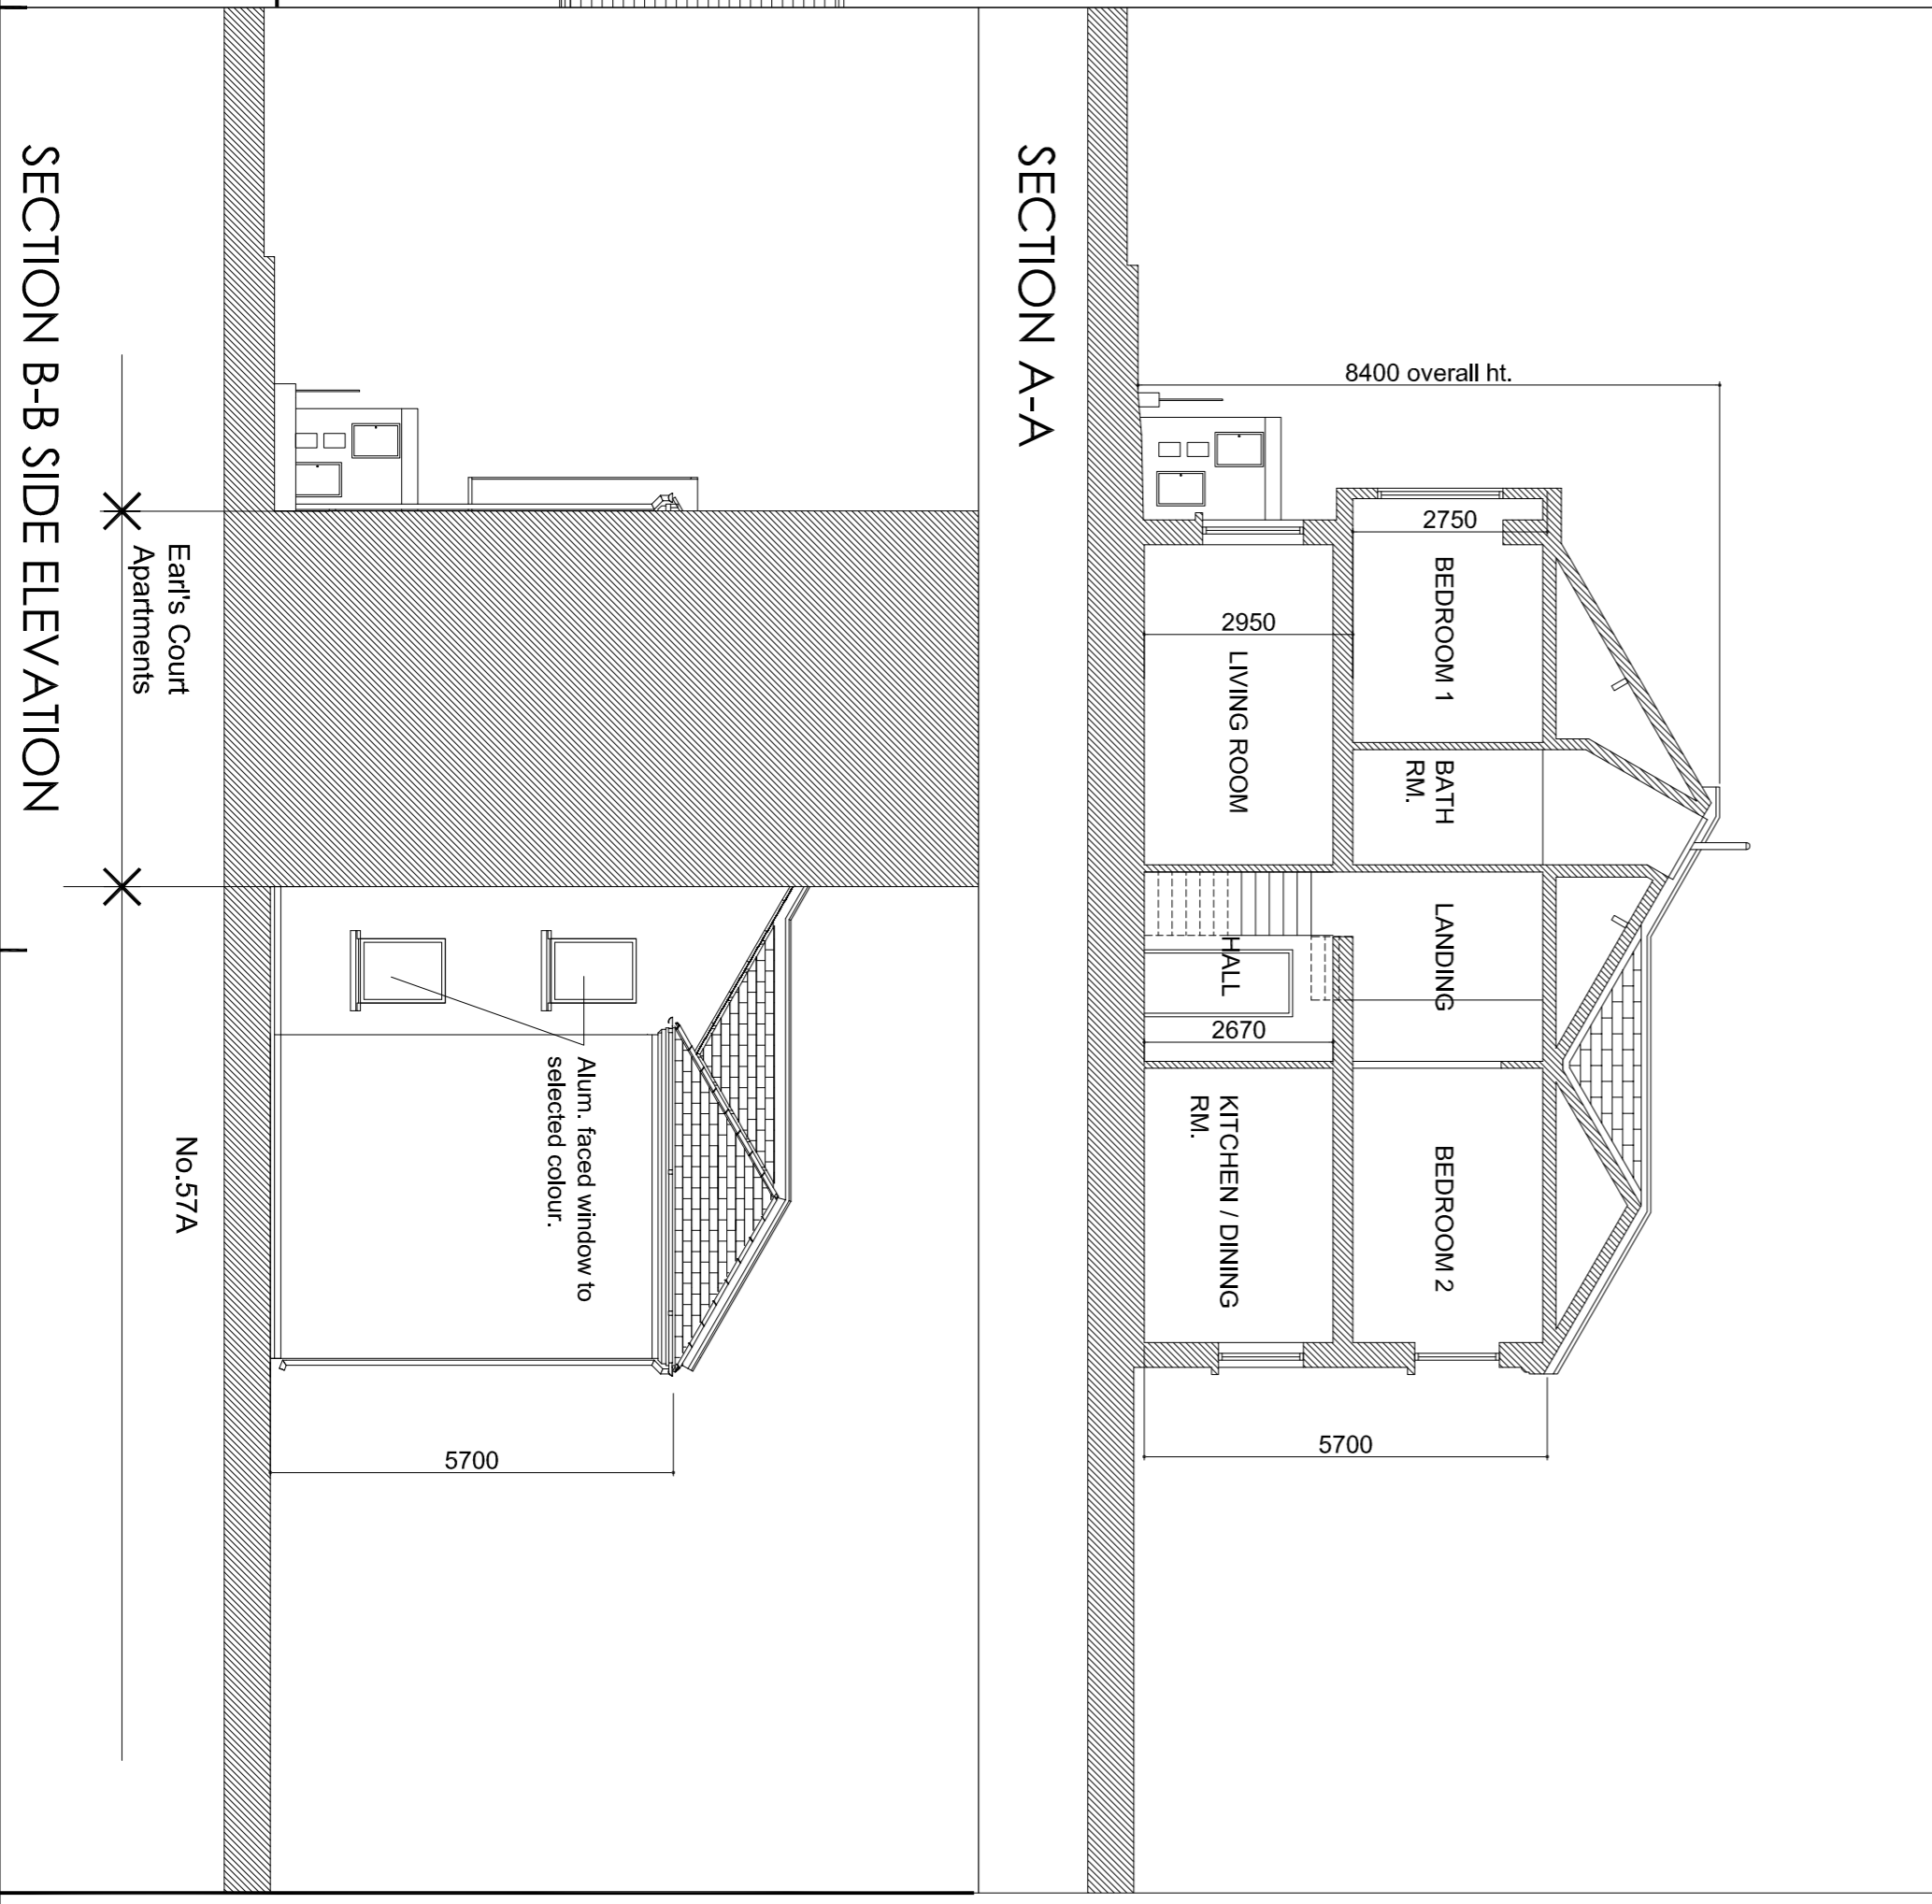 8400 overall ht.
2750
BEDROOM 1
BATH
RM.
LANDING
BEDROOM 2
2950
LIVING ROOM
HALL
2670
KITCHEN / DINING
RM.
5700
SECTION A-A
Alum. faced window to
selected colour.
5700
Earl's Court
Apartments
No.57A
SECTION B-B SIDE ELEVATION